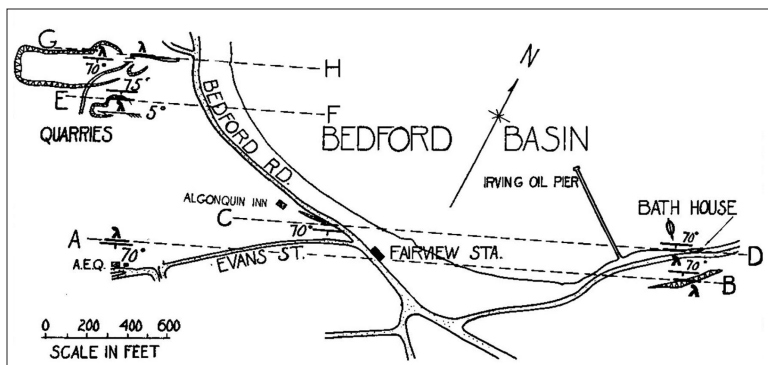 G
λ
N
70°
H
BEDFORD RD.
75°
E
λ
5°
F
BEDFORD BASIN
QUARRIES
IRVING OIL PIER
ALGONQUIN INN
BATH HOUSE
C
A
λ
70°
70°
70°
λ
D
A.E.Q.
EVANS ST.
FAIRVIEW STA.
70°
λ
B
0 200 400 600
SCALE IN FEET